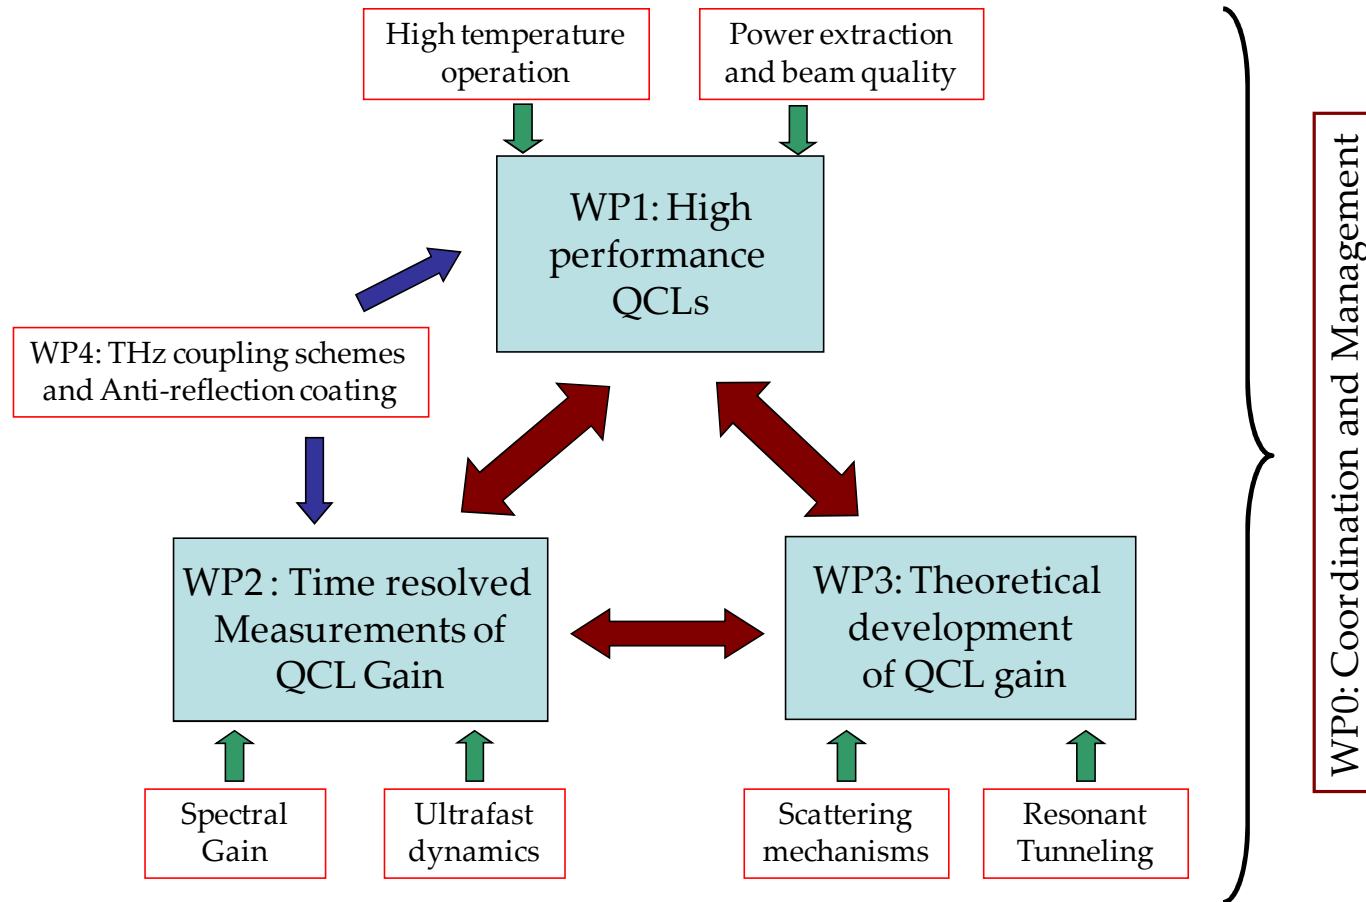 High temperature
operation
Power extraction
and beam quality
WP1: High
performance
QCLs
WP4: THz coupling schemes
and Anti-reflection coating
WP2 : Time resolved
Measurements of
QCL Gain
WP3: Theoretical
development
of QCL gain
Spectral
Gain
Ultrafast
dynamics
Scattering
mechanisms
Resonant
Tunneling
WP0: Coordination and Management